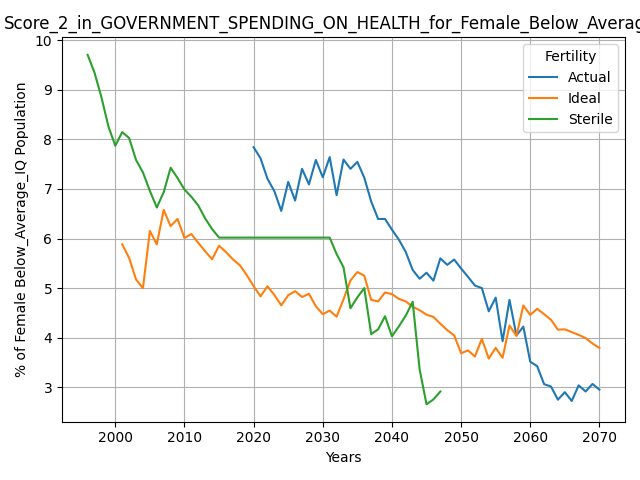 Score_2_in_GOVERNMENT_SPENDING_ON_HEALTH_for_Female_Below_Averag
Fertility
Actual
Ideal
Sterile
% of Female Below_Average_IQ Population
10
9
8
7
6
5
4
3
2000 2010 2020 2030 2040 2050 2060 2070
Years